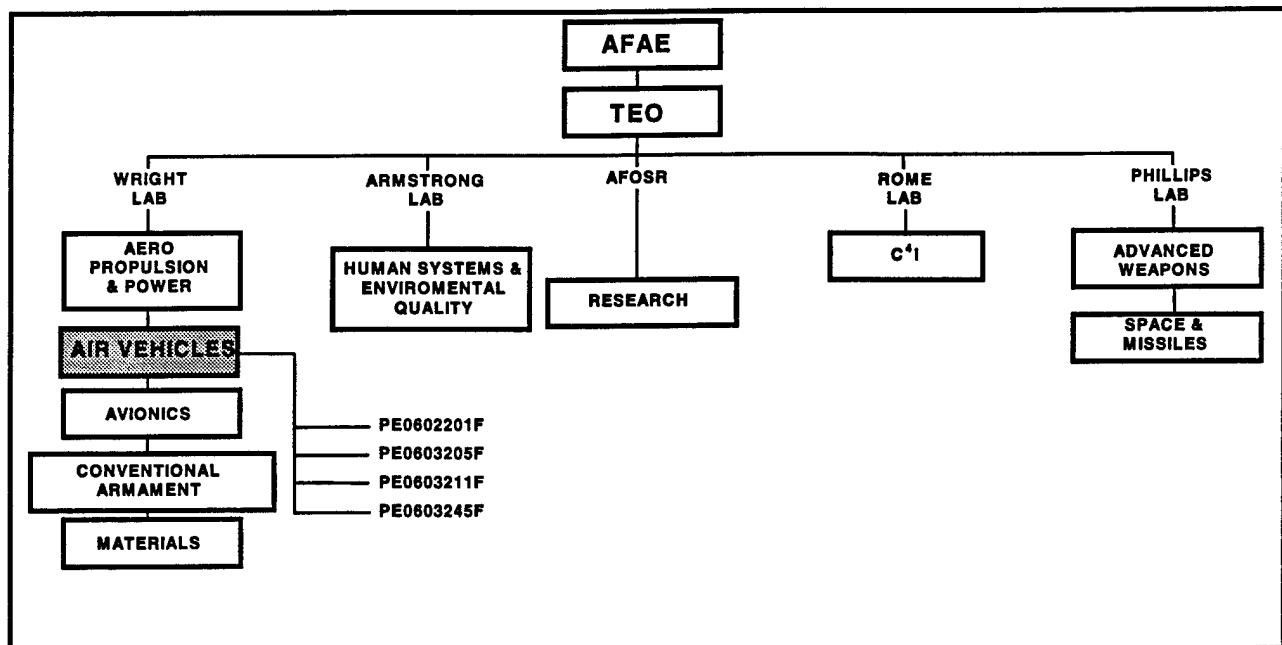 AFAE
TEO
WRIGHT
LAB
AERO
PROPULSION
& POWER
AIR VEHICLES
AVIONICS
CONVENTIONAL
ARMAMENT
MATERIALS
PE0602201F
PE0603205F
PE0603211F
PE0603245F
ARMSTRONG
LAB
HUMAN SYSTEMS &
ENVIROMENTAL
QUALITY
AFOSR
RESEARCH
ROME
LAB
C⁴I
PHILLIPS
LAB
ADVANCED
WEAPONS
SPACE &
MISSILES